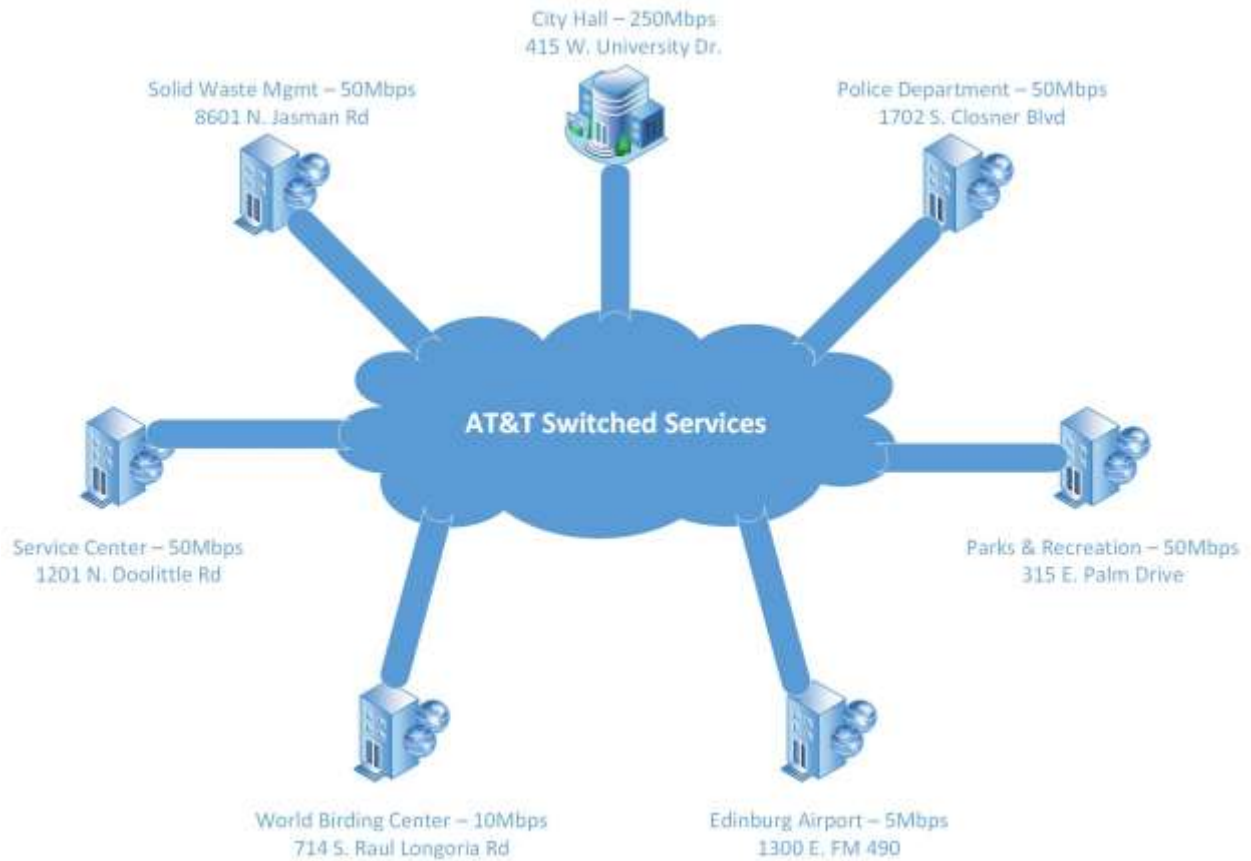 City Hall – 250Mbps
415 W. University Dr.
Solid Waste Mgmt – 50Mbps
8601 N. Jasman Rd
Police Department – 50Mbps
1702 S. Closner Blvd
AT&T Switched Services
Service Center – 50Mbps
1201 N. Doolittle Rd
Parks & Recreation – 50Mbps
315 E. Palm Drive
World Birding Center – 10Mbps
714 S. Raul Longoria Rd
Edinburg Airport – 5Mbps
1300 E. FM 490